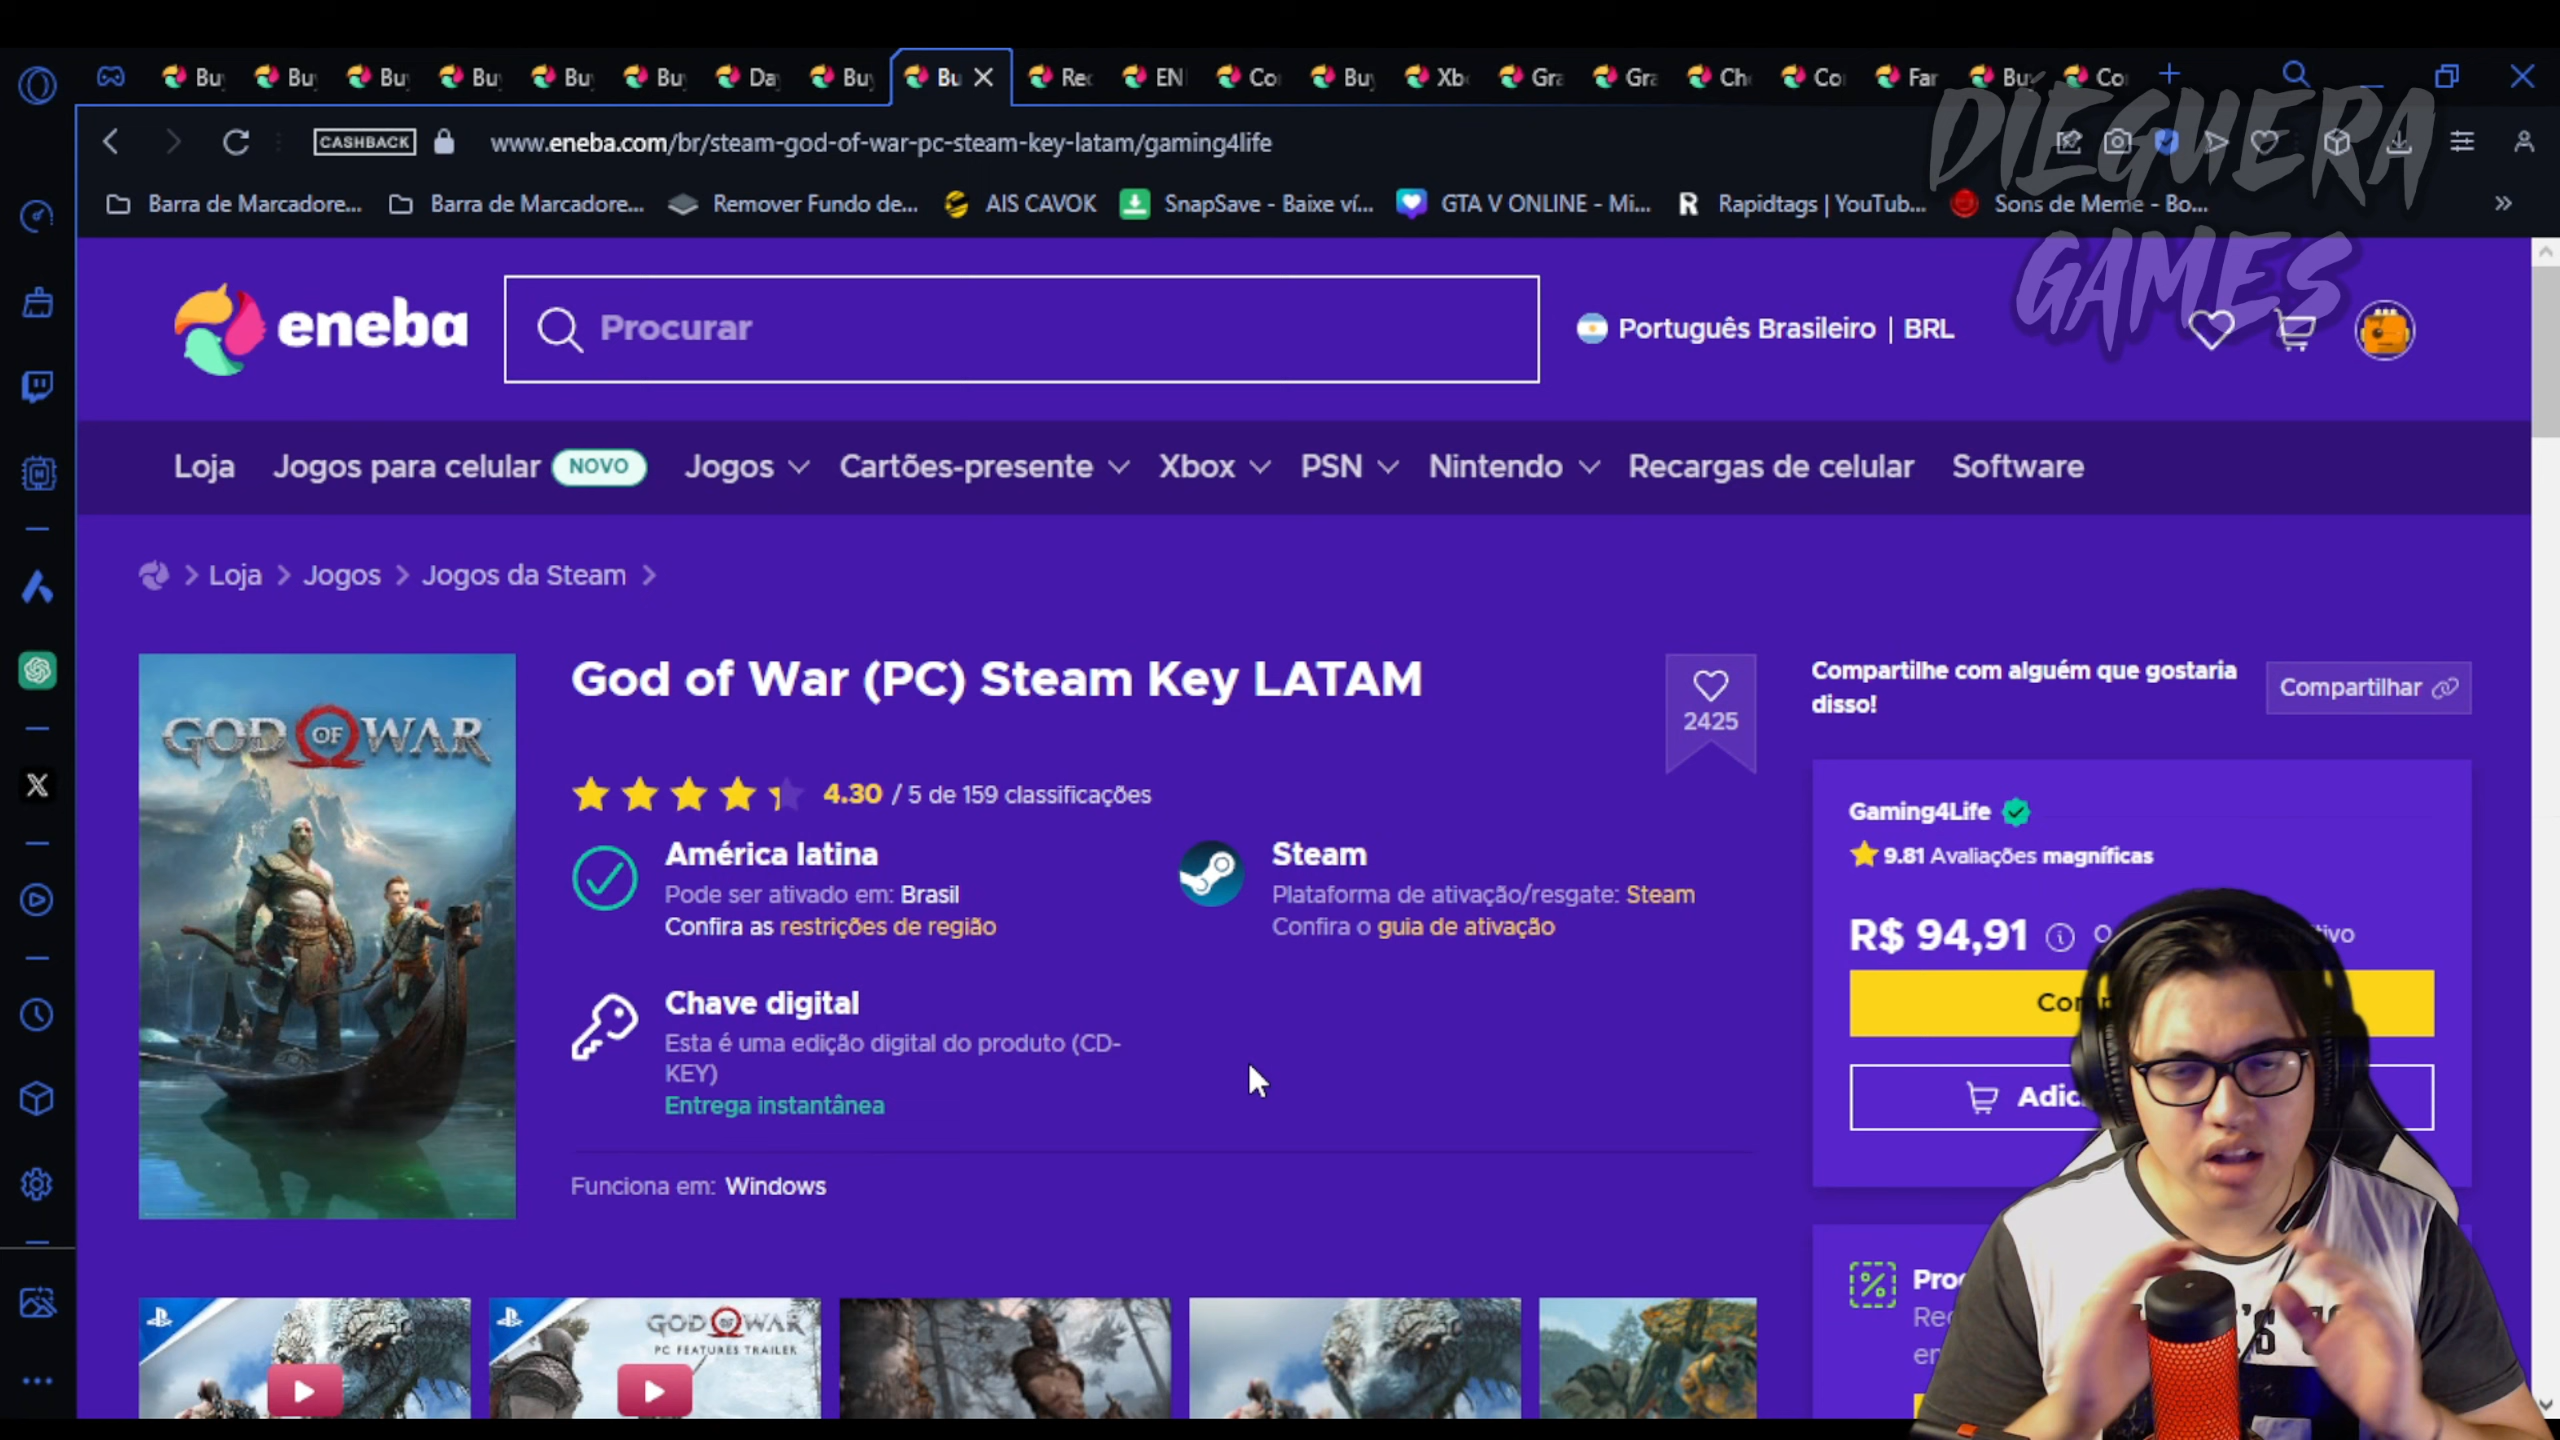 Bu
Bu
Bu
Bu
Bu
Bu
Da
Buy
Bu
Rec
EN
Co
Buy
Xb
Gra
Gra
Ch
Co
Far
Bu
Co
CASHBACK
www.eneba.com/br/steam-god-of-war-pc-steam-key-latam/gaming4life
Barra de Marcadore...
Barra de Marcadore...
Remover Fundo de...
AIS CAVOK
SnapSave - Baixe ví...
GTA V ONLINE - Mi...
Rapidtags | YouTub...
Sons de Meme - Bo...
DIEGUERA
GAMES
eneba
Procurar
Português Brasileiro | BRL
Loja
Jogos para celular NOVO
Jogos
Cartões-presente
Xbox
PSN
Nintendo
Recargas de celular
Software
Loja > Jogos > Jogos da Steam >
GOD OF WAR
God of War (PC) Steam Key LATAM
2425
4.30 / 5 de 159 classificações
América latina
Pode ser ativado em: Brasil
Confira as restrições de região
Steam
Plataforma de ativação/resgate: Steam
Confira o guia de ativação
Chave digital
Esta é uma edição digital do produto (CD-
KEY)
Entrega instantânea
Funciona em: Windows
Compartilhe com alguém que gostaria
disso!
Compartilhar
Gaming4Life
9.81 Avaliações magníficas
R$ 94,91
GOD OF WAR
PC FEATURES TRAILER